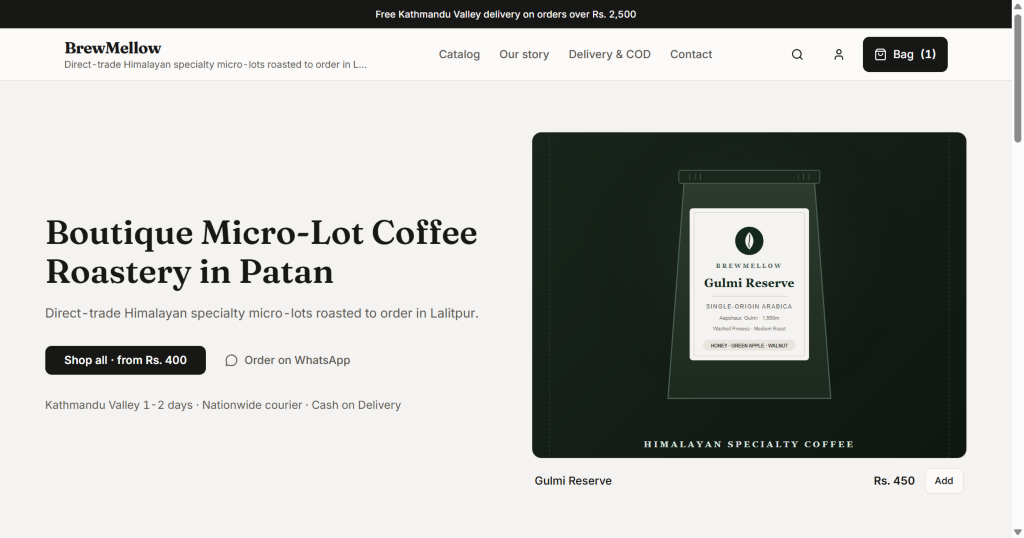 Free Kathmandu Valley delivery on orders over Rs. 2,500
BrewMellow
Direct-trade Himalayan specialty micro-lots roasted to order in L...
Catalog
Our story
Delivery & COD
Contact
Bag (1)
Boutique Micro-Lot Coffee
Roastery in Patan
Direct-trade Himalayan specialty micro-lots roasted to order in Lalitpur.
Shop all · from Rs. 400
Order on WhatsApp
Kathmandu Valley 1-2 days · Nationwide courier · Cash on Delivery
BREWMELLOW
Gulmi Reserve
SINGLE-ORIGIN ARABICA
Aapchaur, Gulmi · 1,550m
Washed Process · Medium Roast
HONEY · GREEN APPLE · WALNUT
HIMALAYAN SPECIALTY COFFEE
Gulmi Reserve
Rs. 450
Add